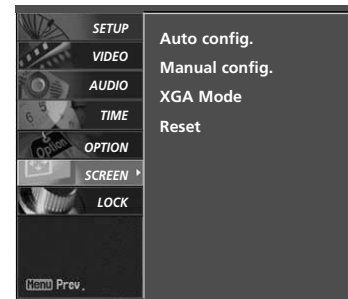 SETUP
VIDEO
AUDIO
TIME
OPTION
SCREEN
LOCK
Menu Prev.
Auto config.
Manual config.
XGA Mode
Reset